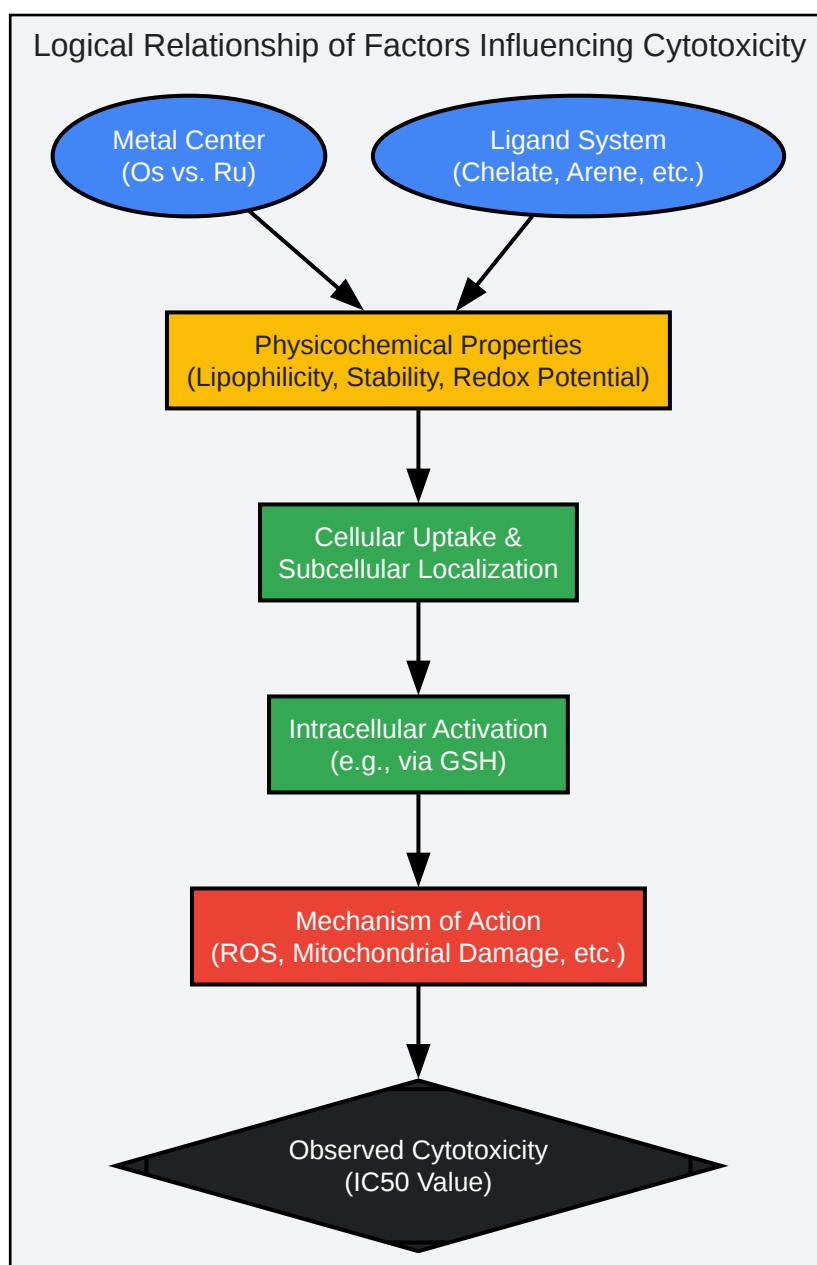 Logical Relationship of Factors Influencing Cytotoxicity
Metal Center
(Os vs. Ru)
Ligand System
(Chelate, Arene, etc.)
Physicochemical Properties
(Lipophilicity, Stability, Redox Potential)
Cellular Uptake &
Subcellular Localization
Intracellular Activation
(e.g., via GSH)
Mechanism of Action
(ROS, Mitochondrial Damage, etc.)
Observed Cytotoxicity
(IC50 Value)